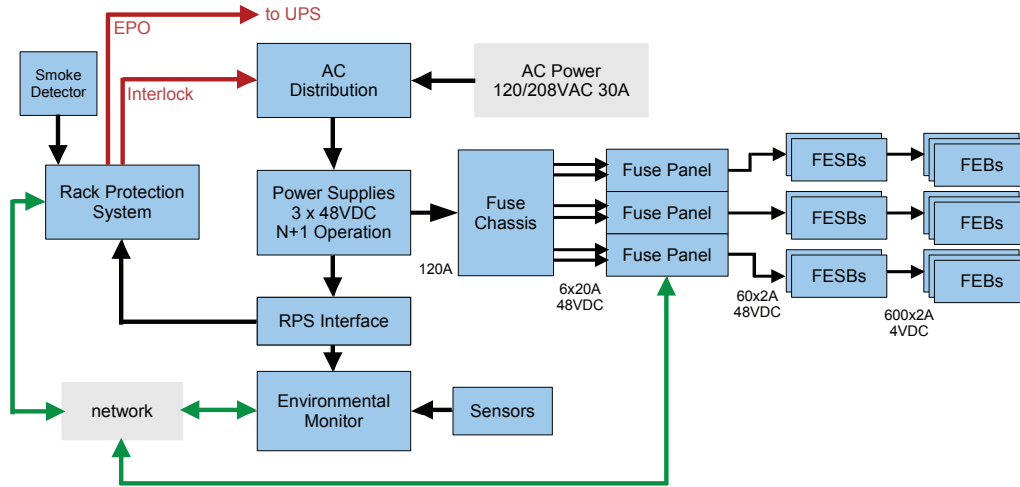 EPO
to UPS
Smoke
Detector
Interlock
AC
Distribution
AC Power
120/208VAC 30A
Rack Protection
System
Power Supplies
3 x 48VDC
N+1 Operation
Fuse
Chassis
120A
Fuse Panel
Fuse Panel
Fuse Panel
6x20A
48VDC
60x2A
48VDC
FESBs
FESBs
FESBs
600x2A
4VDC
FEBs
FEBs
FEBs
RPS Interface
network
Environmental
Monitor
Sensors